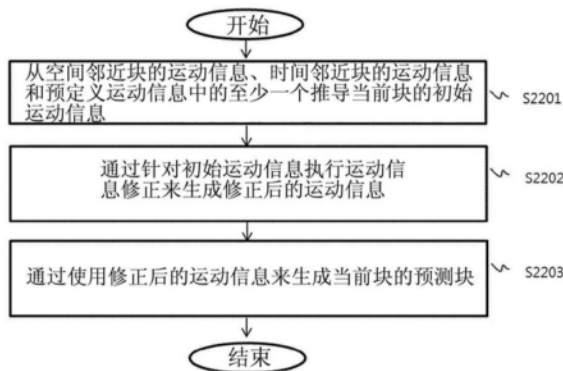 开始
从空间邻近块的运动信息、时间邻近块的运动信息
和预定义运动信息中的至少一个推导当前块的初始
运动信息
S2201
通过针对初始运动信息执行运动信
息修正来生成修正后的运动信息
S2202
通过使用修正后的运动信息来生成当前块的预测块
S2203
结束